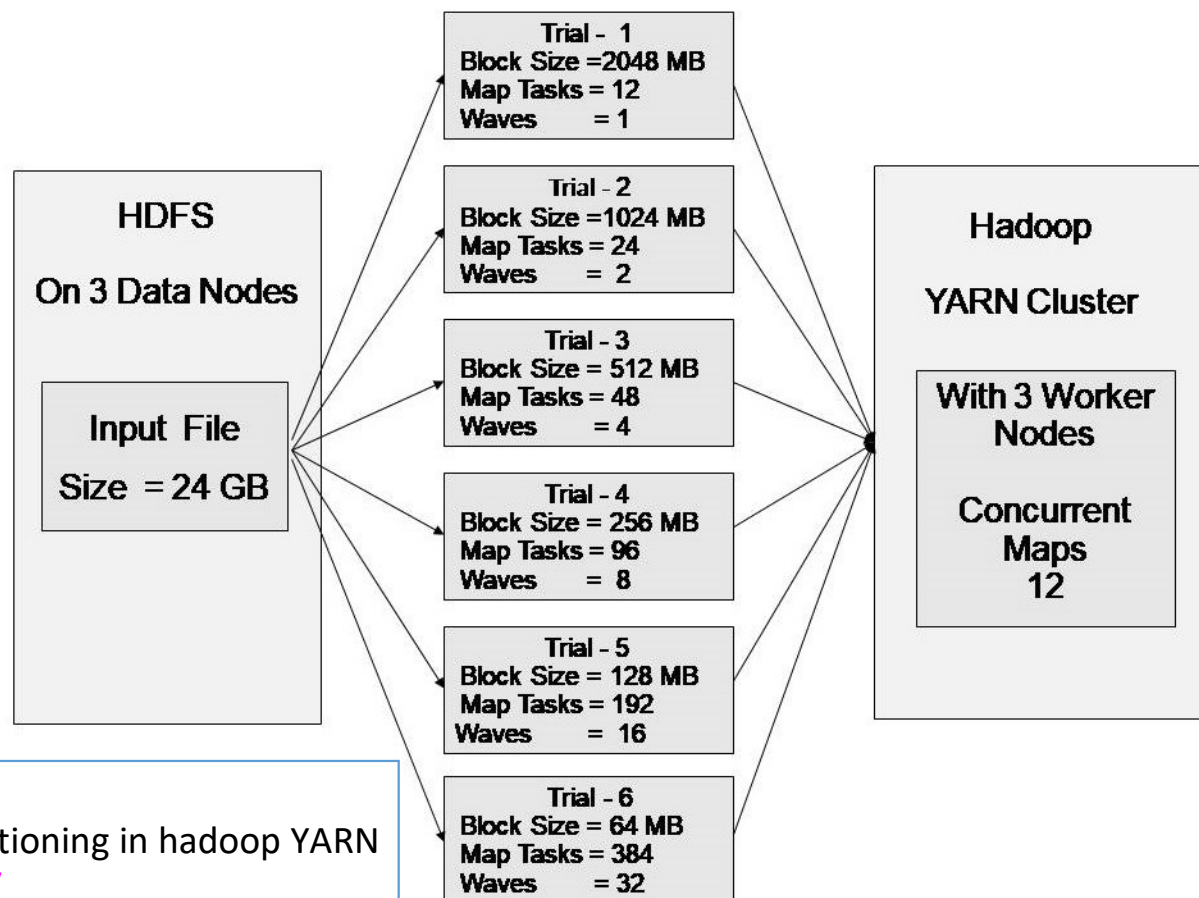 HDFS
On 3 Data Nodes
Input File
Size = 24 GB
Trial - 1
Block Size =2048 MB
Map Tasks = 12
Waves = 1
Trial - 2
Block Size =1024 MB
Map Tasks = 24
Waves = 2
Trial - 3
Block Size = 512 MB
Map Tasks = 48
Waves = 4
Trial - 4
Block Size = 256 MB
Map Tasks = 96
Waves = 8
Trial - 5
Block Size = 128 MB
Map Tasks = 192
Waves = 16
Trial - 6
Block Size = 64 MB
Map Tasks = 384
Waves = 32
Hadoop
YARN Cluster
With 3 Worker
Nodes
Concurrent
Maps
12
tioning in hadoop YARN